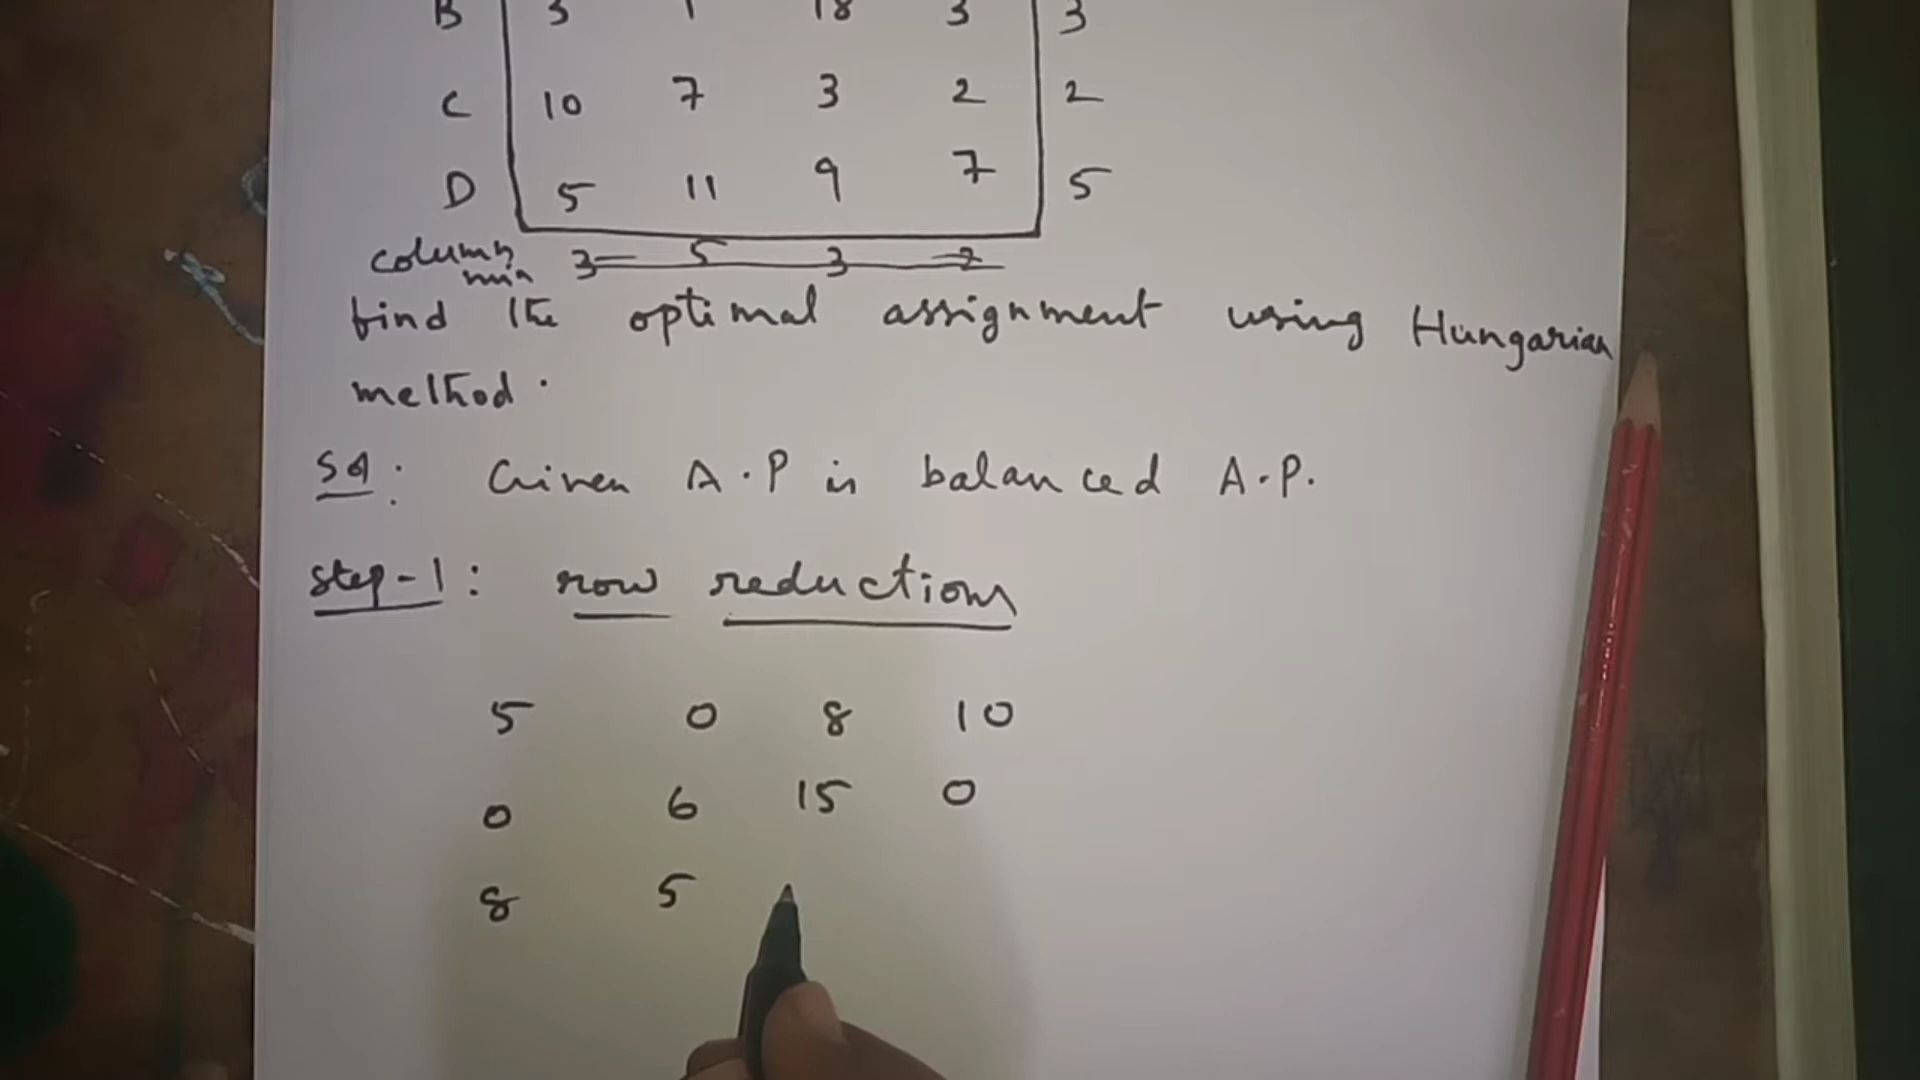 B 3 18 3 3
C 10 7 3 2 2
D 5 11 9 7 5
column min 3 5 3 2
find the optimal assignment using Hungarian
method.
Sol: Given A.P is balanced A.P.
Step-1: row reductions
5 0 8 10
0 6 15 0
8 5